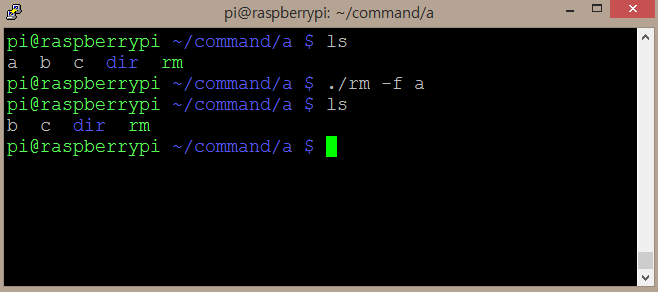 pi@raspberrypi: ~/command/a
pi@raspberrypi ~/command/a $ ls
a  b  c  dir  rm
pi@raspberrypi ~/command/a $ ./rm -f a
pi@raspberrypi ~/command/a $ ls
b  c  dir  rm
pi@raspberrypi ~/command/a $